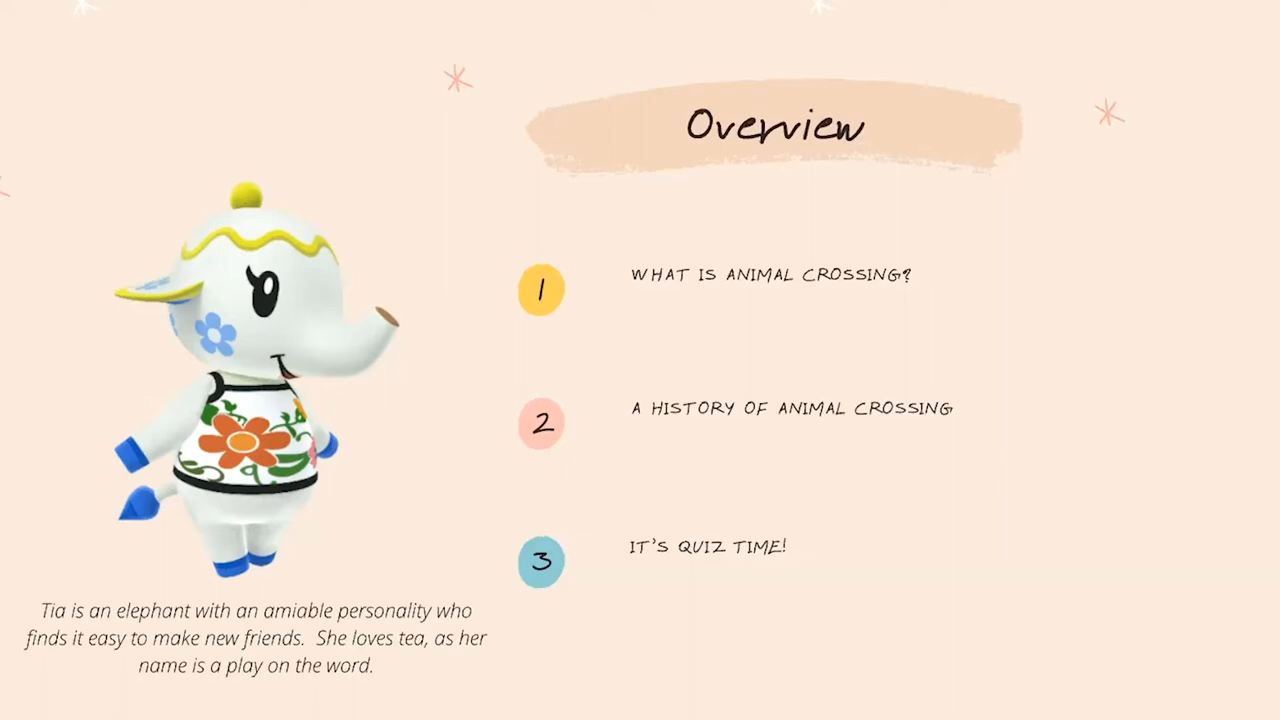 Overview
1
WHAT IS ANIMAL CROSSING?
2
A HISTORY OF ANIMAL CROSSING
3
IT'S QUIZ TIME!
Tia is an elephant with an amiable personality who
finds it easy to make new friends.  She loves tea, as her
name is a play on the word.